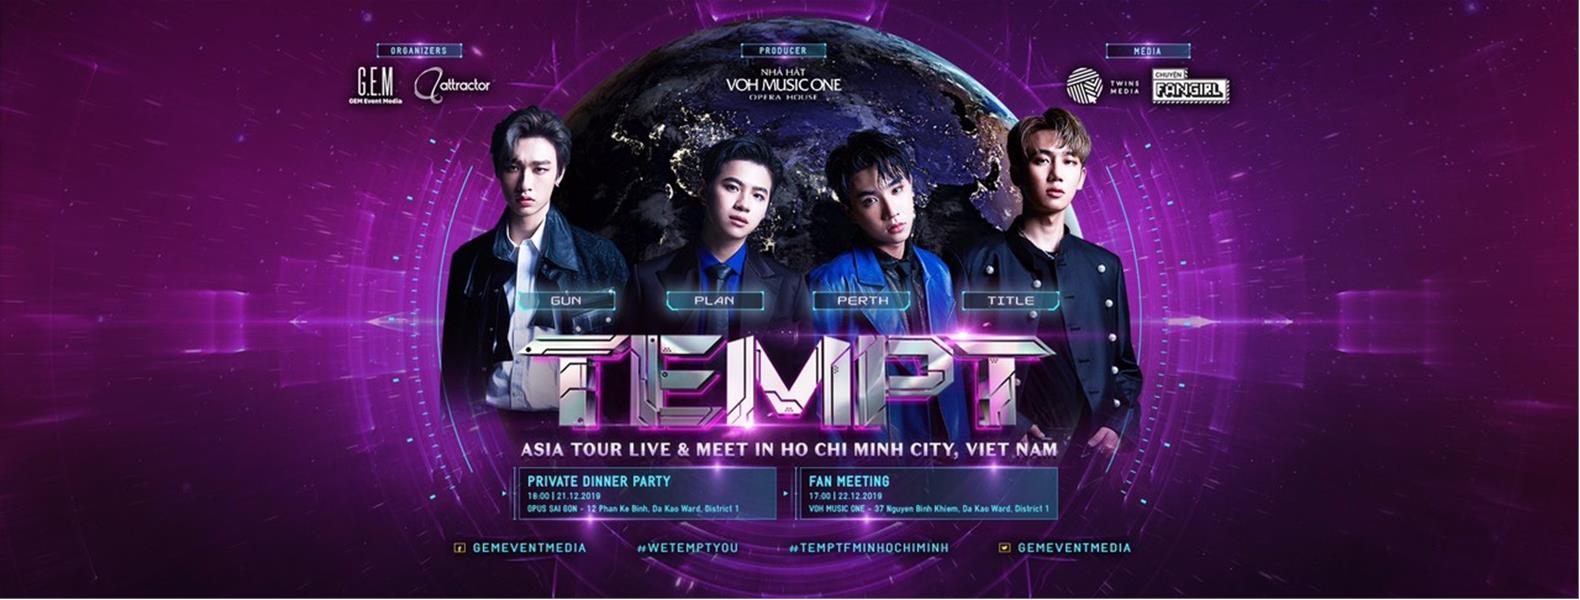 ORGANIZERS
G.E.M
GEM Event Media
attractor
PRODUCER
NHÀ HÁT
VOH MUSIC ONE
OPERA HOUSE
MEDIA
TWINS
MEDIA
CHUYỆN
FANGIRL
GUN
PLAN
PERTH
TITLE
TEMPT
ASIA TOUR LIVE & MEET IN HO CHI MINH CITY, VIET NAM
PRIVATE DINNER PARTY
18:00 | 21.12.2019
OPUS SAI GON - 12 Phan Ke Binh, Da Kao Ward, District 1
FAN MEETING
17:00 | 22.12.2019
VOH MUSIC ONE - 37 Nguyen Binh Khiem, Da Kao Ward, District 1
GEMEVENTMEDIA
#WETEMPTYOU
#TEMPTFMINHOCHIMINH
GEMEVENTMEDIA